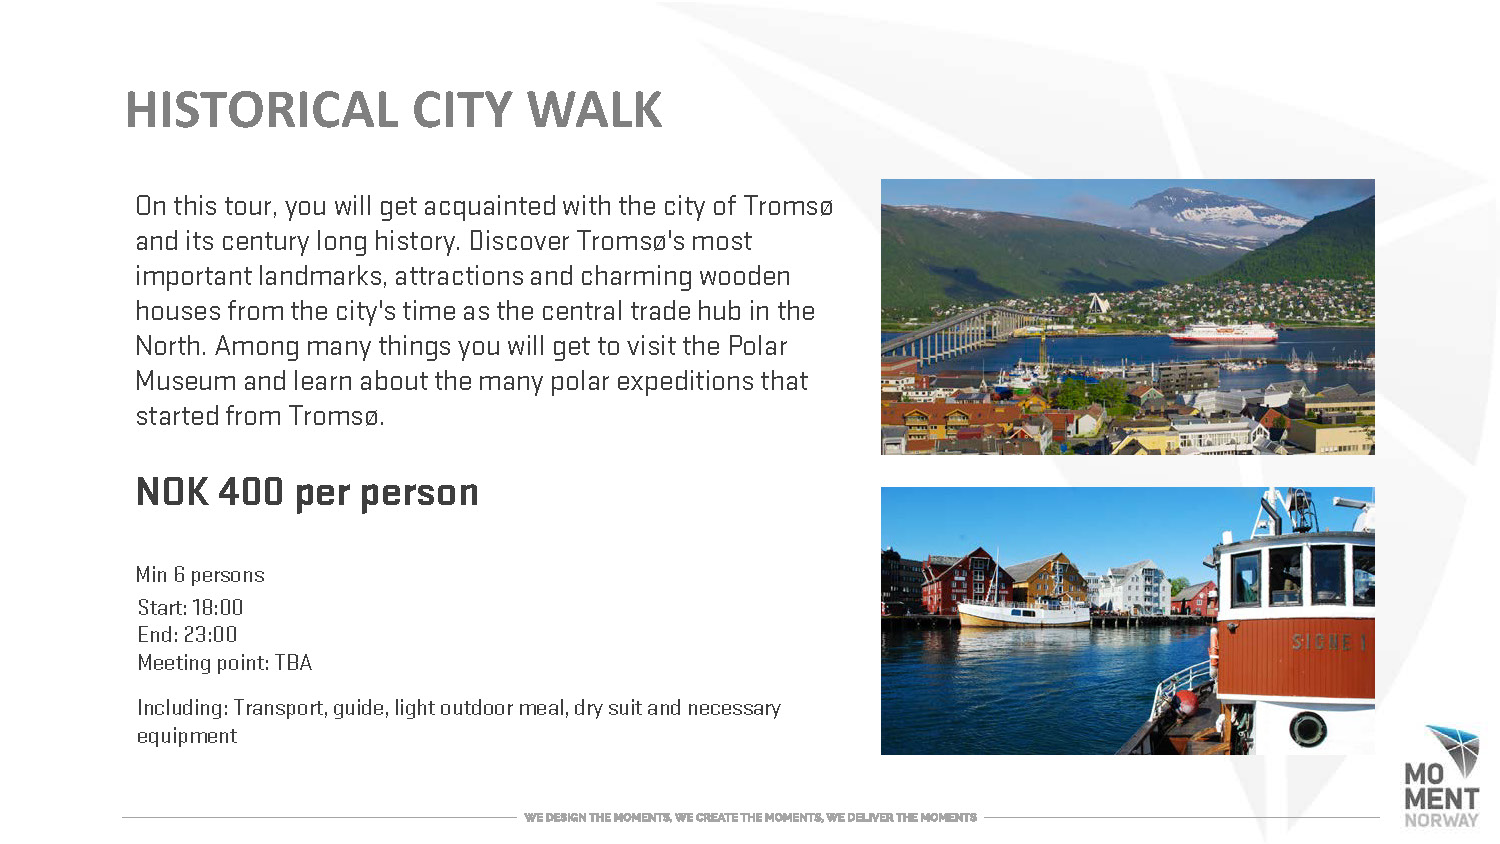 HISTORICAL CITY WALK
On this tour, you will get acquainted with the city of Tromsø
and its century long history. Discover Tromsø's most
important landmarks, attractions and charming wooden
houses from the city's time as the central trade hub in the
North. Among many things you will get to visit the Polar
Museum and learn about the many polar expeditions that
started from Tromsø.
NOK 400 per person
Min 6 persons
Start: 18:00
End: 23:00
Meeting point: TBA
Including: Transport, guide, light outdoor meal, dry suit and necessary
equipment
SIGNE 1
WE DESIGN THE MOMENTS, WE CREATE THE MOMENTS, WE DELIVER THE MOMENTS
MO
MENT
NORWAY